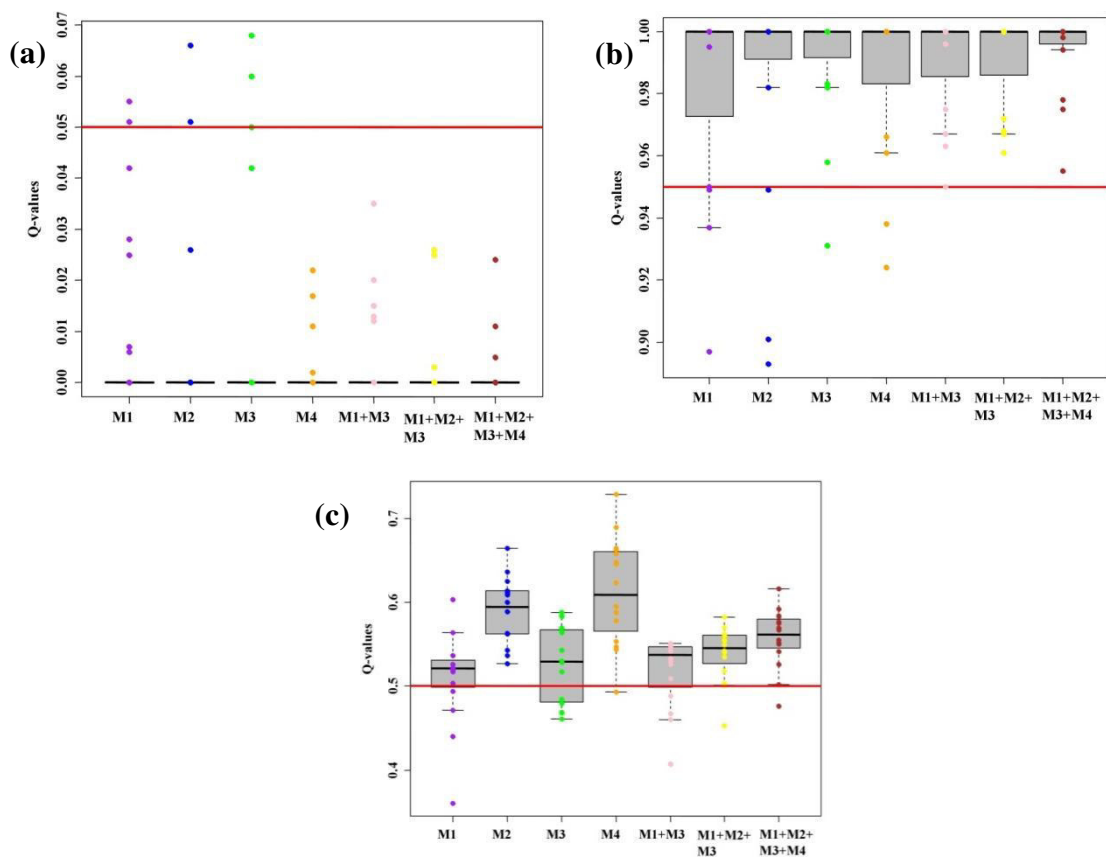 (a)
Q-values
0.07
0.06
0.05
0.04
0.03
0.02
0.01
0.00
M1 M2 M3 M4 M1+M3 M1+M2+ M1+M2+
M3 M3+M4
(b)
Q-values
1.00
0.98
0.96
0.94
0.92
0.90
M1 M2 M3 M4 M1+M3 M1+M2+ M1+M2+
M3 M3+M4
(c)
Q-values
0.7
0.6
0.5
0.4
M1 M2 M3 M4 M1+M3 M1+M2+ M1+M2+
M3 M3+M4